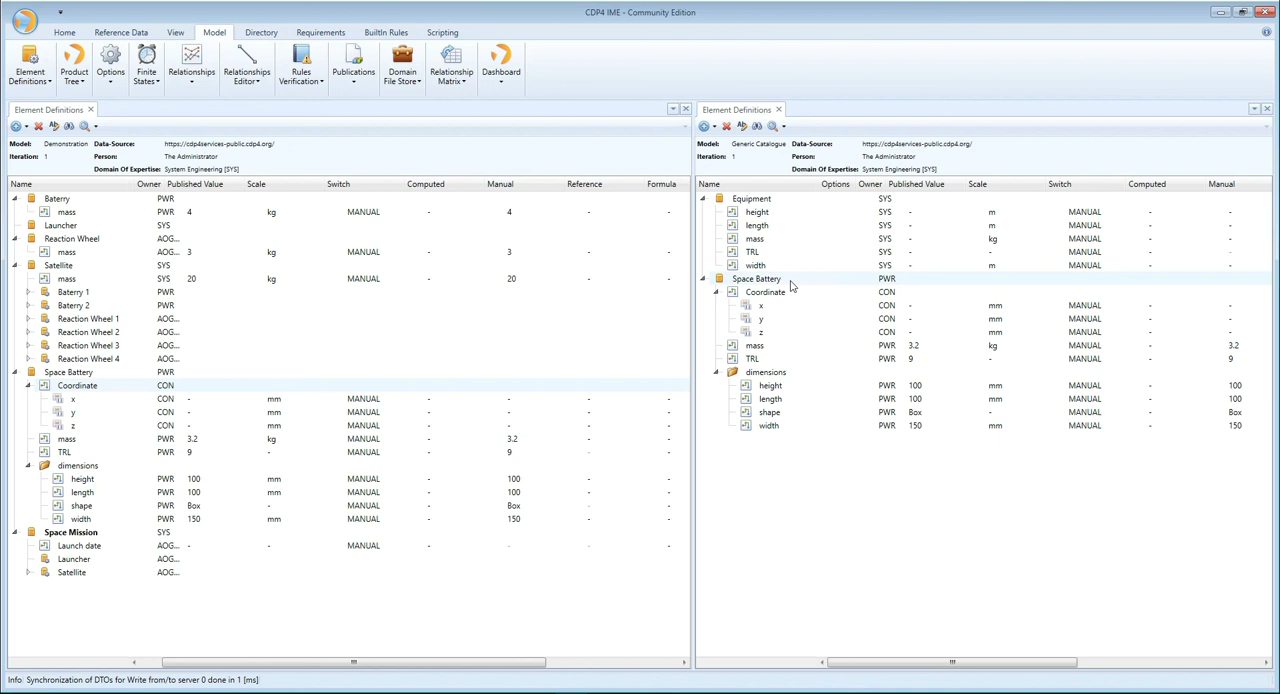 CDP4 IME - Community Edition
Home Reference Data View Model Directory Requirements BuiltIn Rules Scripting
Element Definitions Product Tree Options Finite States Relationships Relationships Editor Rules Verification Publications Domain File Store Relationship Matrix Dashboard
Element Definitions
Model: Demonstration Data-Source: https://cdp4services-public.cdp4.org/
Iteration: 1 Person: The Administrator
Domain Of Expertise: System Engineering [SYS]
Name Owner Published Value Scale Switch Computed Manual Reference Formula
Baterry PWR
mass PWR 4 kg MANUAL - 4 - -
Launcher SYS
Reaction Wheel AOG...
mass AOG... 3 kg MANUAL - 3 - -
Satellite SYS
mass SYS 20 kg MANUAL - 20 - -
Baterry 1 PWR
Baterry 2 PWR
Reaction Wheel 1 AOG...
Reaction Wheel 2 AOG...
Reaction Wheel 3 AOG...
Reaction Wheel 4 AOG...
Space Battery PWR
Coordinate CON
x CON - mm MANUAL - - - -
y CON - mm MANUAL - - - -
z CON - mm MANUAL - - - -
mass PWR 3.2 kg MANUAL - 3.2 - -
TRL PWR 9 - MANUAL - 9 - -
dimensions
height PWR 100 mm MANUAL - 100 - -
length PWR 100 mm MANUAL - 100 - -
shape PWR Box - MANUAL - Box - -
width PWR 150 mm MANUAL - 150 - -
Space Mission SYS
Launch date AOG... - - MANUAL - - - -
Launcher AOG...
Satellite AOG...
Element Definitions
Model: Generic Catalogue Data-Source: https://cdp4services-public.cdp4.org/
Iteration: 1 Person: The Administrator
Domain Of Expertise: System Engineering [SYS]
Name Options Owner Published Value Scale Switch Computed Manual
Equipment SYS
height SYS - m MANUAL - -
length SYS - m MANUAL - -
mass SYS - kg MANUAL - -
TRL SYS - - MANUAL - -
width SYS - m MANUAL - -
Space Battery PWR
Coordinate CON
x CON - mm MANUAL - -
y CON - mm MANUAL - -
z CON - mm MANUAL - -
mass PWR 3.2 kg MANUAL - 3.2
TRL PWR 9 - MANUAL - 9
dimensions
height PWR 100 mm MANUAL - 100
length PWR 100 mm MANUAL - 100
shape PWR Box - MANUAL - Box
width PWR 150 mm MANUAL - 150
Info: Synchronization of DTOs for Write from/to server 0 done in 1 [ms]